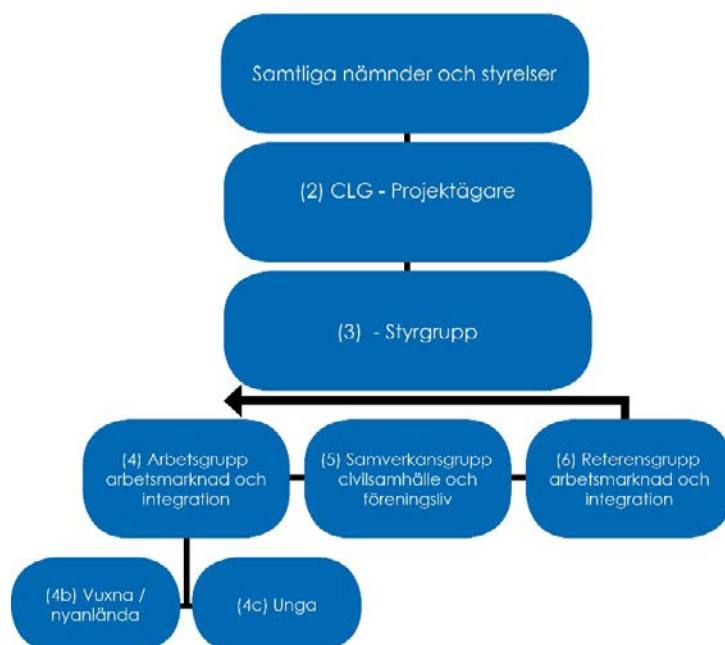 Samtliga nämnder och styrelser
(2) CLG - Projektägare
(3) - Styrgrupp
(4) Arbetsgrupp
arbetsmarknad och
integration
(5) Samverkansgrupp
civilsamhälle och
föreningsliv
(6) Referensgrupp
arbetsmarknad och
integration
(4b) Vuxna /
nyanlända
(4c) Unga